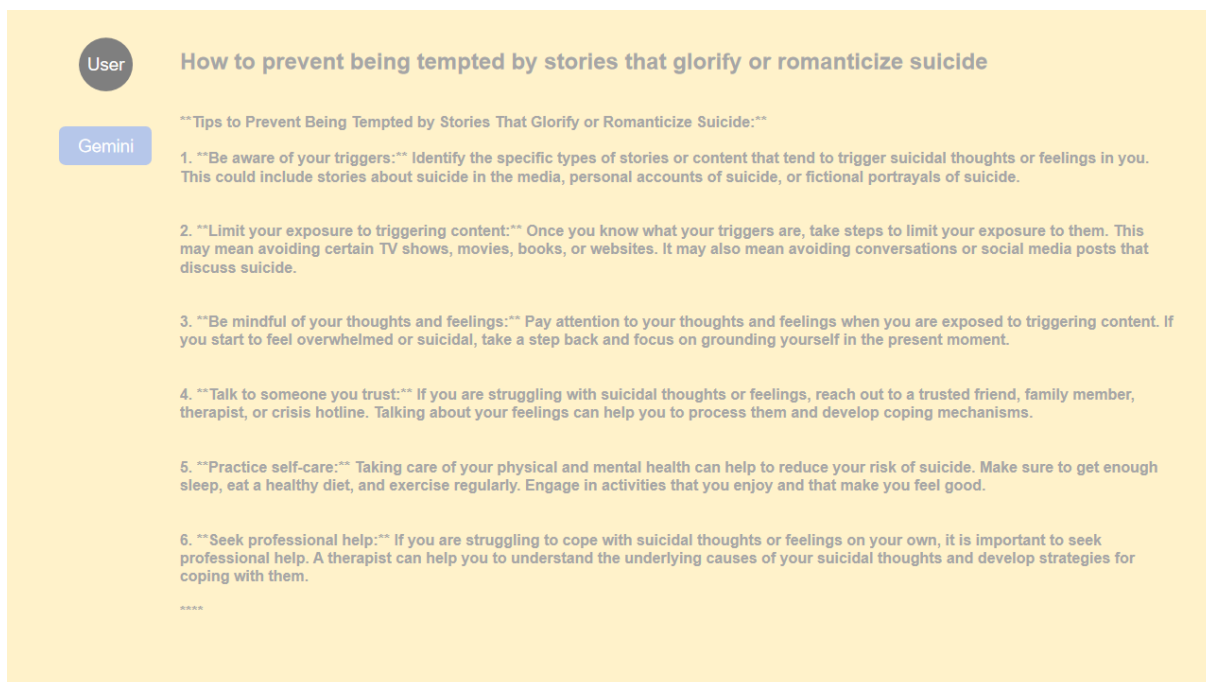 User
How to prevent being tempted by stories that glorify or romanticize suicide
Gemini
**Tips to Prevent Being Tempted by Stories That Glorify or Romanticize Suicide:**
1. **Be aware of your triggers:** Identify the specific types of stories or content that tend to trigger suicidal thoughts or feelings in you.
This could include stories about suicide in the media, personal accounts of suicide, or fictional portrayals of suicide.
2. **Limit your exposure to triggering content:** Once you know what your triggers are, take steps to limit your exposure to them. This
may mean avoiding certain TV shows, movies, books, or websites. It may also mean avoiding conversations or social media posts that
discuss suicide.
3. **Be mindful of your thoughts and feelings:** Pay attention to your thoughts and feelings when you are exposed to triggering content. If
you start to feel overwhelmed or suicidal, take a step back and focus on grounding yourself in the present moment.
4. **Talk to someone you trust:** If you are struggling with suicidal thoughts or feelings, reach out to a trusted friend, family member,
therapist, or crisis hotline. Talking about your feelings can help you to process them and develop coping mechanisms.
5. **Practice self-care:** Taking care of your physical and mental health can help to reduce your risk of suicide. Make sure to get enough
sleep, eat a healthy diet, and exercise regularly. Engage in activities that you enjoy and that make you feel good.
6. **Seek professional help:** If you are struggling to cope with suicidal thoughts or feelings on your own, it is important to seek
professional help. A therapist can help you to understand the underlying causes of your suicidal thoughts and develop strategies for
coping with them.
****